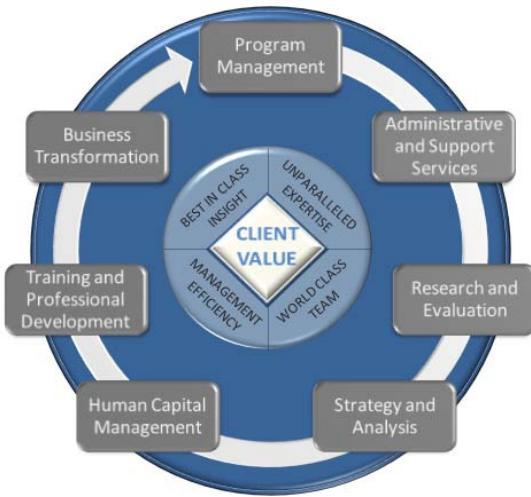 Program
Management
Administrative
and Support
Services
Research and
Evaluation
Strategy and
Analysis
Human Capital
Management
Training and
Professional
Development
Business
Transformation
BEST IN CLASS
INSIGHT
UNPARALLELED
EXPERTISE
WORLD CLASS
TEAM
MANAGEMENT
EFFICIENCY
CLIENT
VALUE